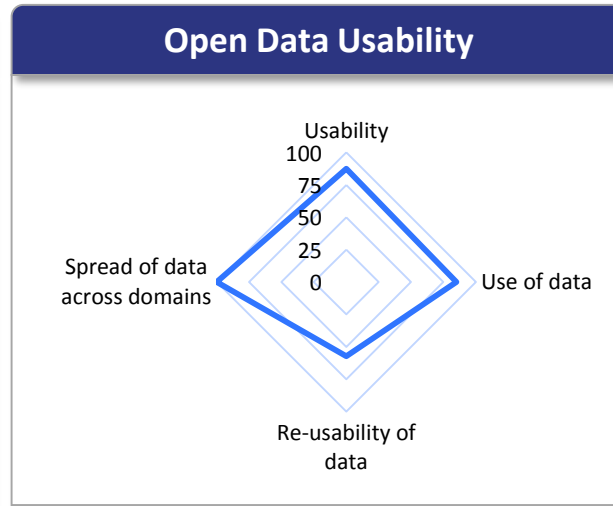 Open Data Usability
Usability
100
75
50
25
0
Spread of data
across domains
Use of data
Re-usability of
data